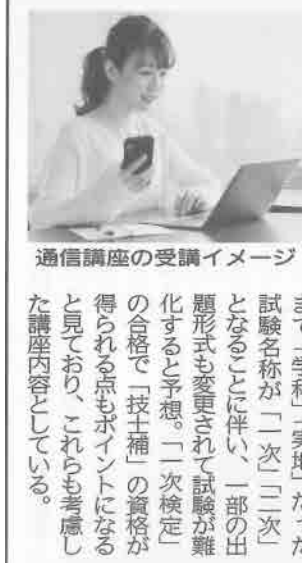 通信講座の受講イメージ
まで「学科」「実地」だった
試験名称が「一次」「二次」
となることに伴い、一部の出
題形式も変更されて試験が難
化すると予想。「一次検定」
の合格で「技士補」の資格が
得られる点もポイントになる
と見ており、これらも考慮し
た講座内容としている。